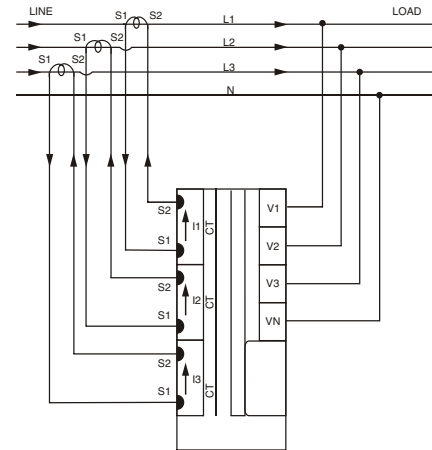 LINE S1 S2 L1 LOAD
S1 S2 L2
S1 S2 L3
N
S2 I1 CT V1
S1 V2
S2 I2 CT V3
S1 VN
S2 I3 CT
S1